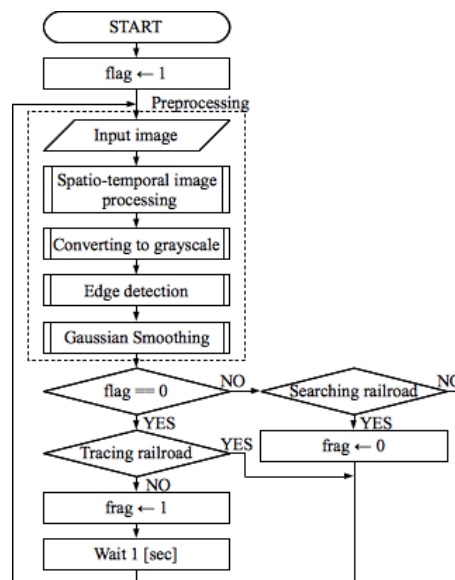 START
flag ← 1
Preprocessing
Input image
Spatio-temporal image
processing
Converting to grayscale
Edge detection
Gaussian Smoothing
flag == 0
NO
Searching railroad
NO
YES
YES
Tracing railroad
YES
frag ← 0
NO
frag ← 1
Wait 1 [sec]